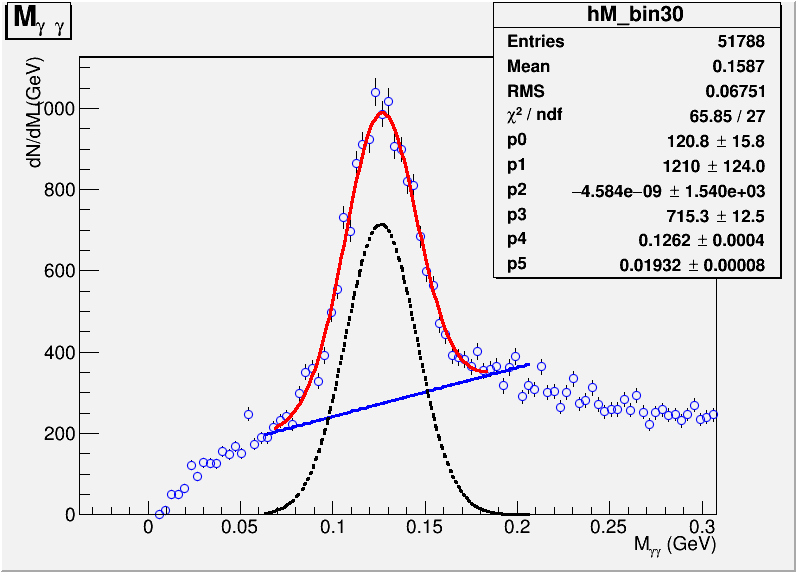 Mγ γ
hM_bin30
Entries 51788
Mean 0.1587
RMS 0.06751
χ² / ndf 65.85 / 27
p0 120.8 ± 15.8
p1 1210 ± 124.0
p2 −4.584e−09 ± 1.540e+03
p3 715.3 ± 12.5
p4 0.1262 ± 0.0004
p5 0.01932 ± 0.00008
dN/dM (GeV)
1000
800
600
400
200
0
0 0.05 0.1 0.15 0.2 0.25 0.3
Mγγ (GeV)